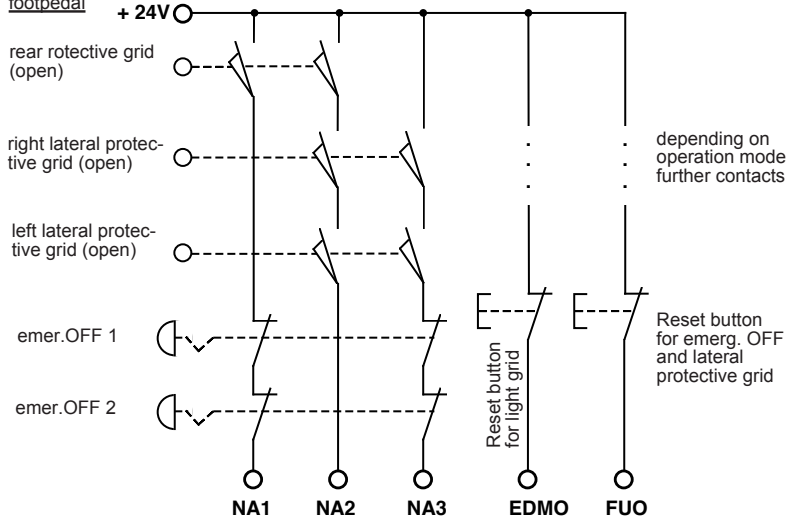 footpedal
+ 24V
rear rotective grid
(open)
right lateral protec-
tive grid (open)
depending on
operation mode
further contacts
left lateral protec-
tive grid (open)
emer.OFF 1
Reset button
for light grid
Reset button
for emerg. OFF
and lateral
protective grid
emer.OFF 2
NA1 NA2 NA3 EDMO FUO